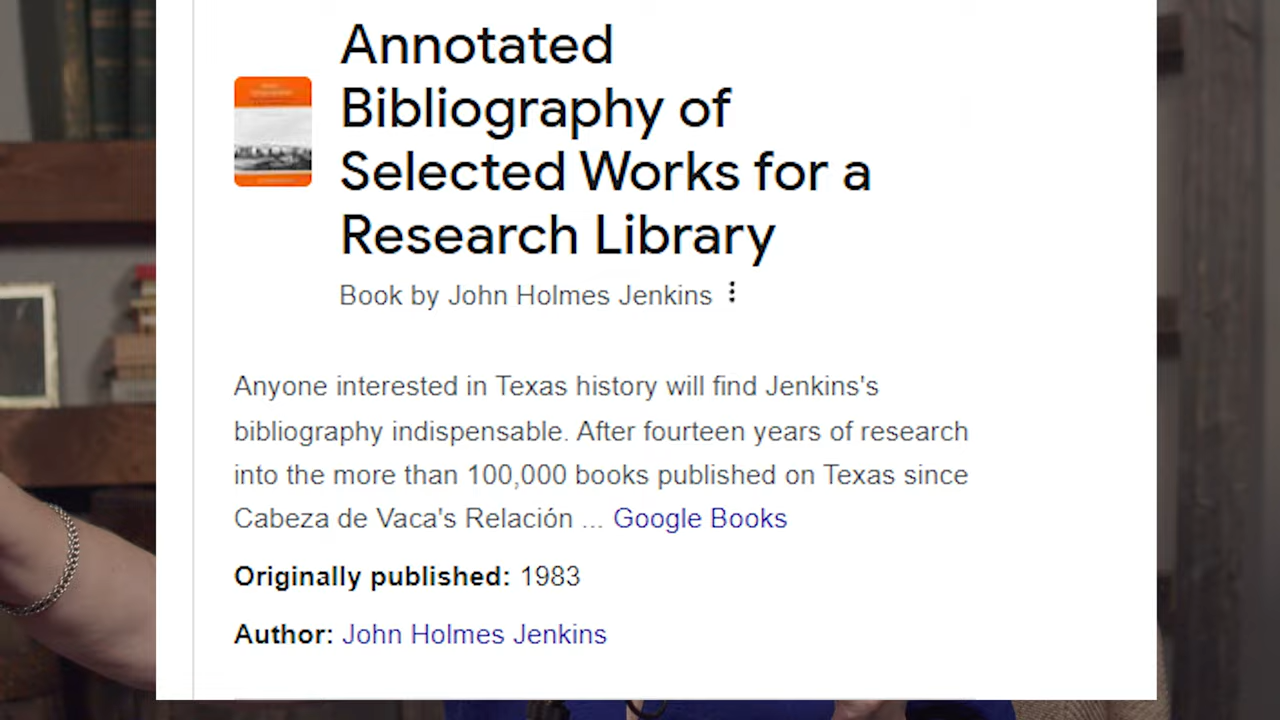 Annotated
Bibliography of
Selected Works for a
Research Library
Book by John Holmes Jenkins
Anyone interested in Texas history will find Jenkins's
bibliography indispensable. After fourteen years of research
into the more than 100,000 books published on Texas since
Cabeza de Vaca's Relación ... Google Books
Originally published: 1983
Author: John Holmes Jenkins